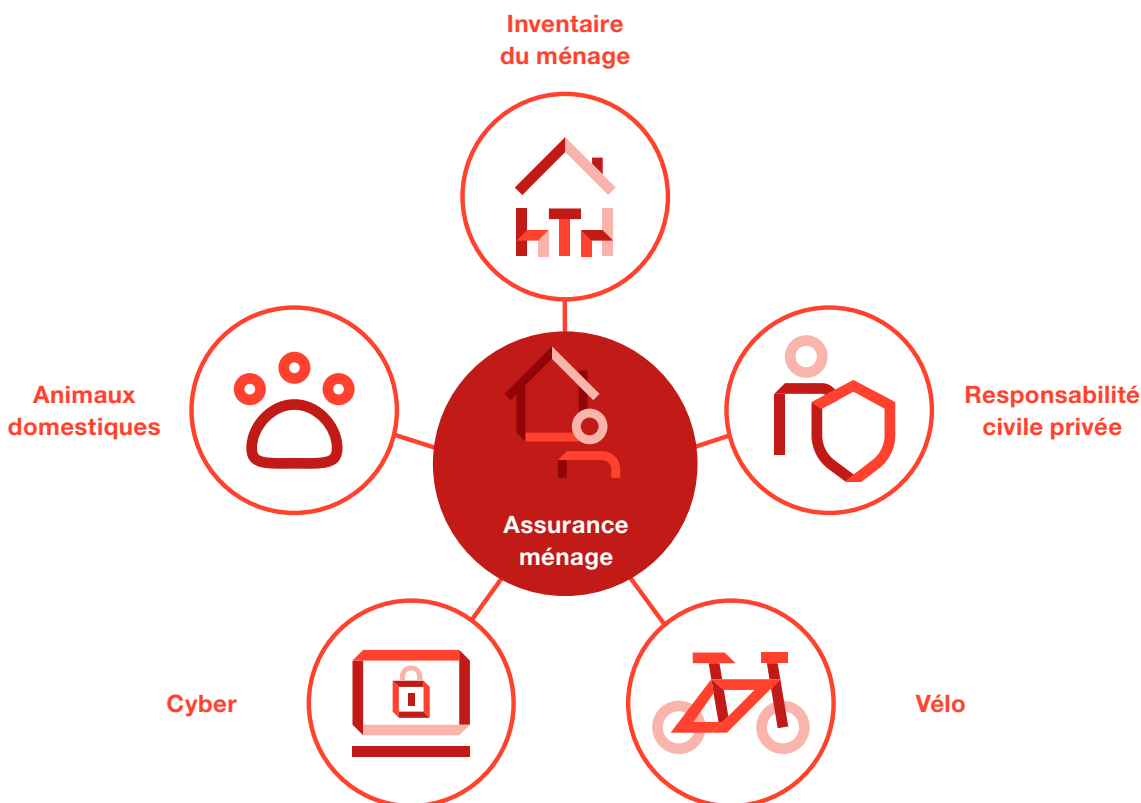 Inventaire
du ménage
Animaux
domestiques
Responsabilité
civile privée
Assurance
ménage
Cyber
Vélo